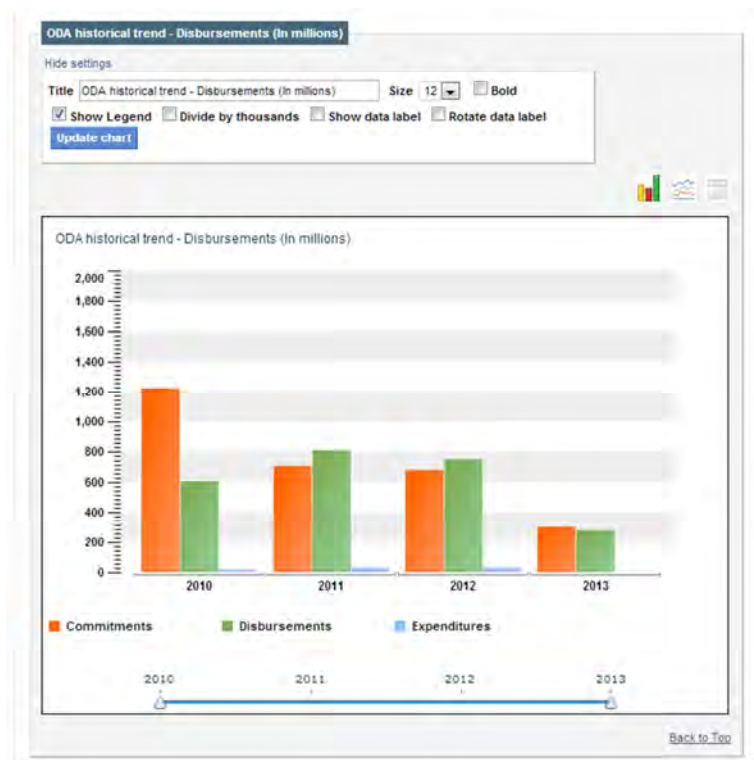 ODA historical trend - Disbursements (In millions)
Hide settings
Title ODA historical trend - Disbursements (In millions) Size 12 Bold
Show Legend Divide by thousands Show data label Rotate data label
Update chart
ODA historical trend - Disbursements (In millions)
2,000
1,800
1,600
1,400
1,200
1,000
800
600
400
200
0
2010 2011 2012 2013
Commitments Disbursements Expenditures
2010 2011 2012 2013
Back to Top